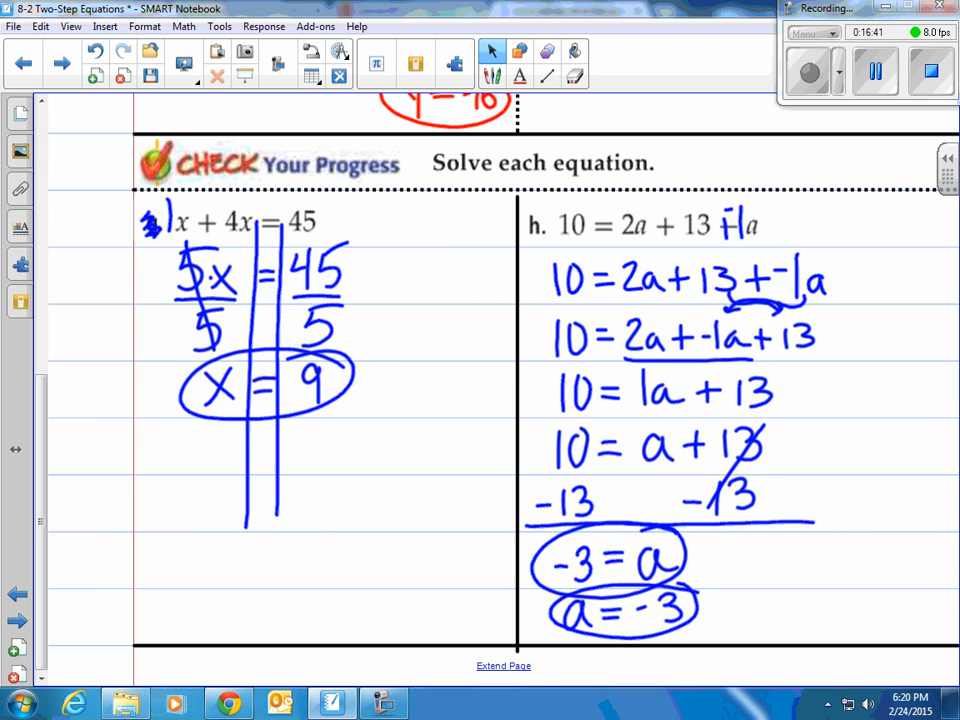 8-2 Two-Step Equations * - SMART Notebook
Recording...
File Edit View Insert Format Math Tools Response Add-ons Help
Menu
0:16:41
8.0 fps
CHECK Your Progress Solve each equation.
1x + 4x = 45
5·x = 45
5 5
x = 9
h. 10 = 2a + 13 + -1a
10 = 2a + 13 + -1a
10 = 2a + -1a + 13
10 = 1a + 13
10 = a + 13
-13 -13
-3 = a
a = -3
Extend Page
6:20 PM
2/24/2015